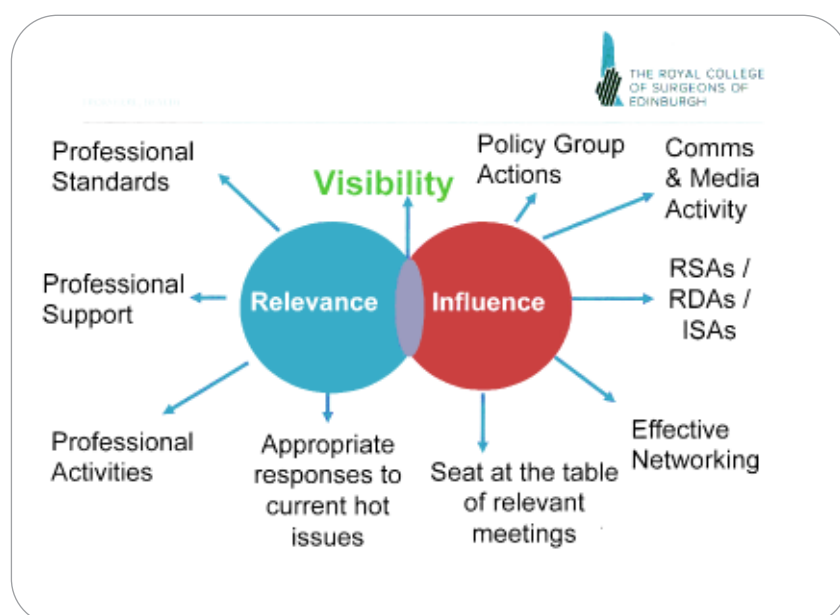 THE ROYAL COLLEGE
OF SURGEONS OF
EDINBURGH
Professional
Standards
Visibility
Policy Group
Actions
Comms
& Media
Activity
Professional
Support
Relevance
Influence
RSAs /
RDAs /
ISAs
Professional
Activities
Appropriate
responses to
current hot
issues
Seat at the table
of relevant
meetings
Effective
Networking